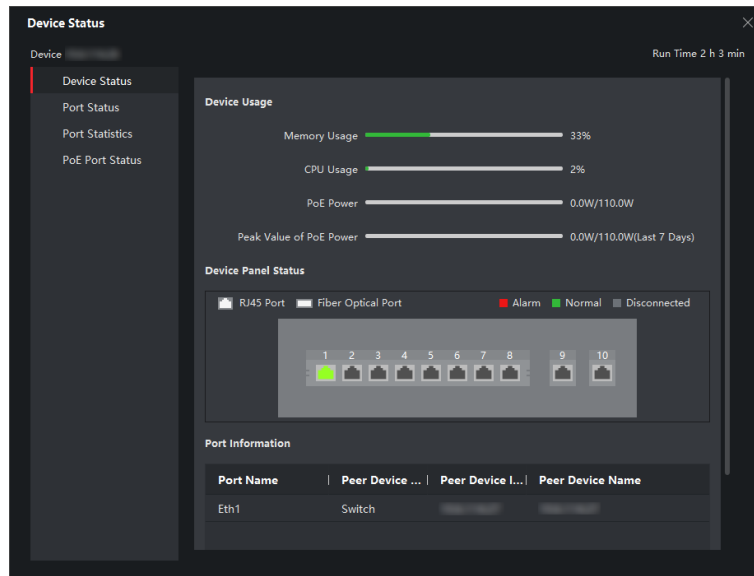 Device Status
Device
Run Time 2 h 3 min
Device Status
Port Status
Port Statistics
PoE Port Status
Device Usage
Memory Usage 33%
CPU Usage 2%
PoE Power 0.0W/110.0W
Peak Value of PoE Power 0.0W/110.0W(Last 7 Days)
Device Panel Status
RJ45 Port Fiber Optical Port Alarm Normal Disconnected
1 2 3 4 5 6 7 8 9 10
Port Information
Port Name Peer Device ... Peer Device I... Peer Device Name
Eth1 Switch